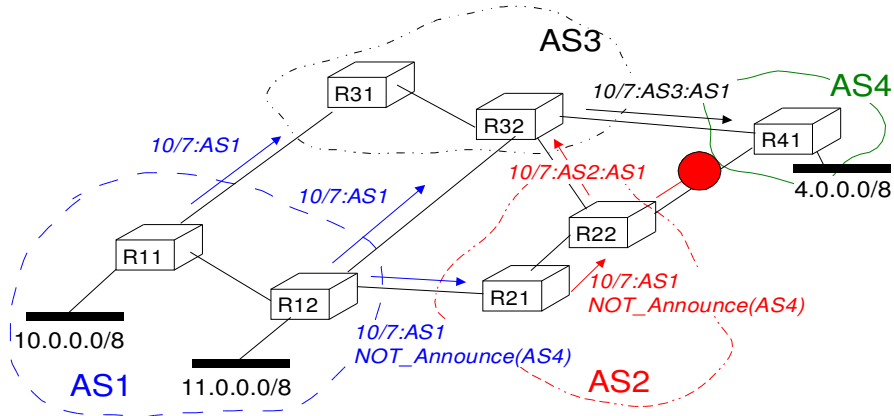 AS3
10/7:AS3:AS1
AS4
R31
R32
R41
10/7:AS1
10/7:AS1
10/7:AS2:AS1
4.0.0.0/8
R11
R22
R12
R21
10/7:AS1
NOT_Announce(AS4)
10.0.0.0/8
10/7:AS1
NOT_Announce(AS4)
AS1
11.0.0.0/8
AS2